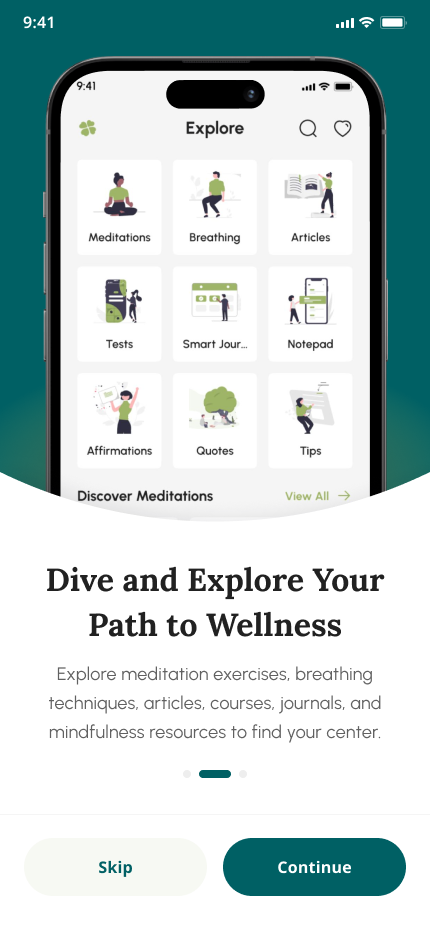 9:41
9:41
Explore
Meditations
Breathing
Articles
Tests
Smart Jour...
Notepad
Affirmations
Quotes
Tips
Discover Meditations
View All
Dive and Explore Your
Path to Wellness
Explore meditation exercises, breathing
techniques, articles, courses, journals, and
mindfulness resources to find your center.
Skip
Continue